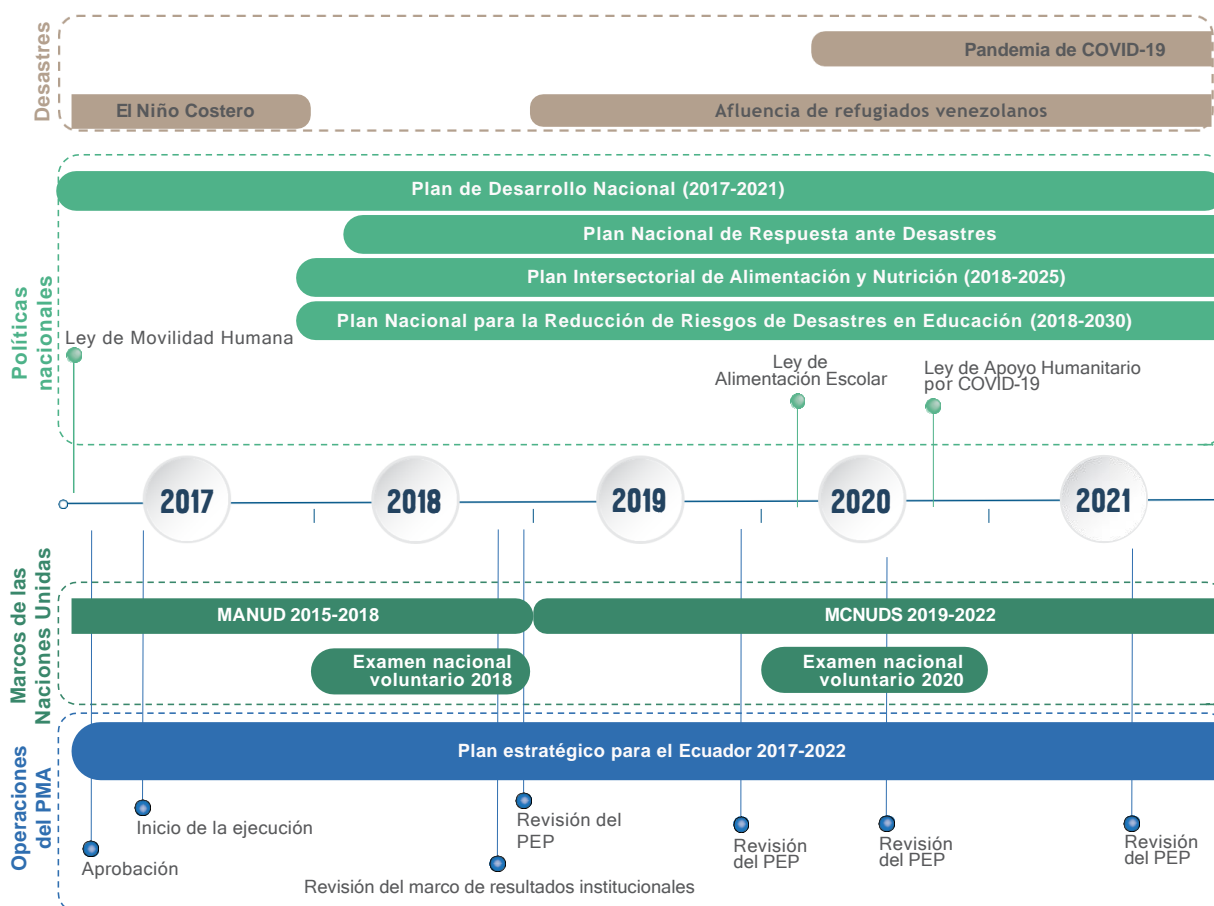 Desastres
Pandemia de COVID-19
El Niño Costero
Afluencia de refugiados venezolanos
Políticas
nacionales
Plan de Desarrollo Nacional (2017-2021)
Plan Nacional de Respuesta ante Desastres
Plan Intersectorial de Alimentación y Nutrición (2018-2025)
Plan Nacional para la Reducción de Riesgos de Desastres en Educación (2018-2030)
Ley de Movilidad Humana
Ley de
Alimentación Escolar
Ley de Apoyo Humanitario
por COVID-19
2017
2018
2019
2020
2021
Marcos de las
Naciones Unidas
MANUD 2015-2018
MCNUDS 2019-2022
Examen nacional
voluntario 2018
Examen nacional
voluntario 2020
Operaciones
del PMA
Plan estratégico para el Ecuador 2017-2022
Inicio de la ejecución
Aprobación
Revisión del
PEP
Revisión del marco de resultados institucionales
Revisión
del PEP
Revisión
del PEP
Revisión
del PEP